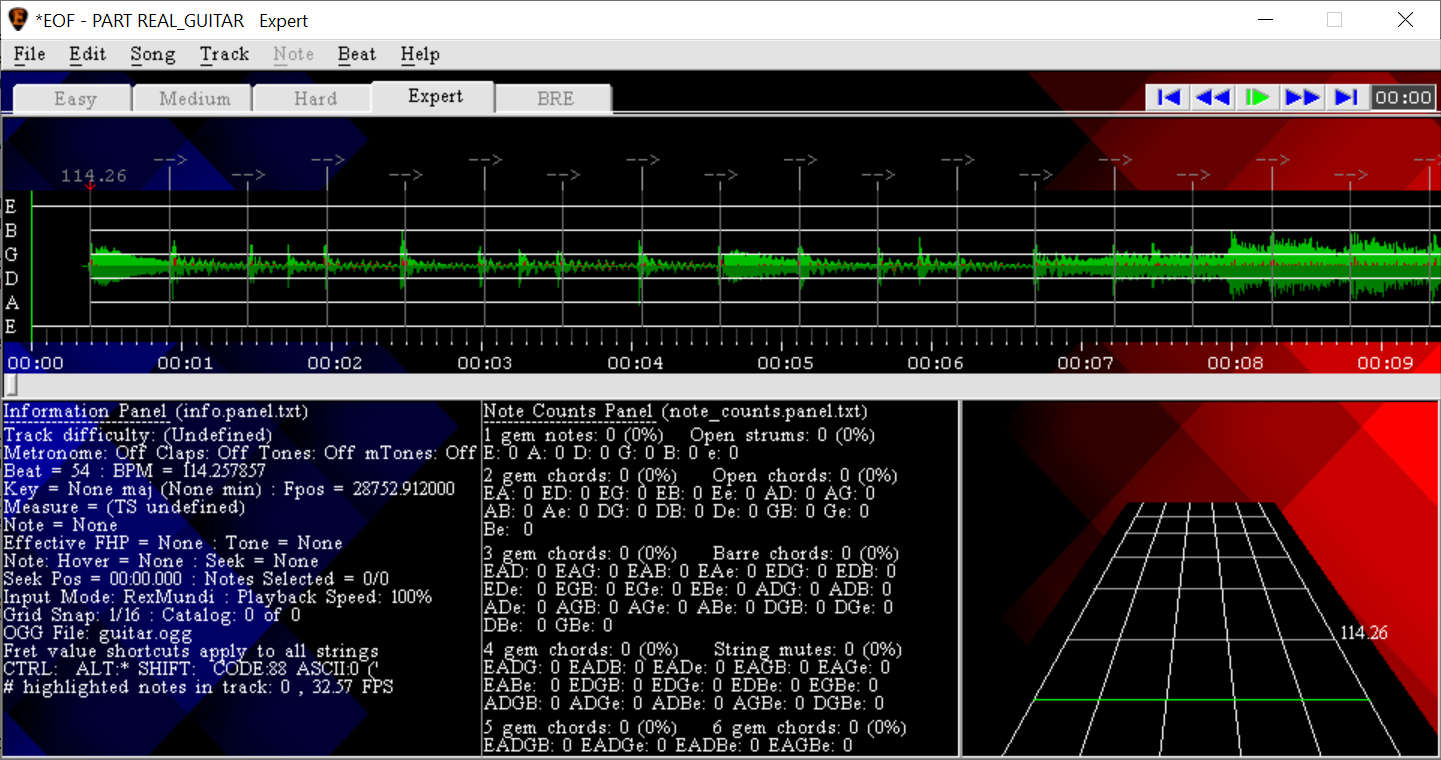 *EOF - PART REAL_GUITAR   Expert
File Edit Song Track Note Beat Help
Easy Medium Hard Expert BRE 00:00
--> --> --> --> --> --> --> --> -->
114.26 --> --> --> --> --> --> --> -->
E
B
G
D
A
E
00:00 00:01 00:02 00:03 00:04 00:05 00:06 00:07 00:08 00:09
Information Panel (info.panel.txt)
Track difficulty: (Undefined)
Metronome: Off Claps: Off Tones: Off mTones: Off
Beat = 54 : BPM = 114.257857
Key = None maj (None min) : Fpos = 28752.912000
Measure = (TS undefined)
Note = None
Effective FHP = None : Tone = None
Note: Hover = None : Seek = None
Seek Pos = 00:00.000 : Notes Selected = 0/0
Input Mode: RexMundi : Playback Speed: 100%
Grid Snap: 1/16 : Catalog: 0 of 0
OGG File: guitar.ogg
Fret value shortcuts apply to all strings
CTRL:  ALT:* SHIFT:  CODE:88 ASCII:0 ('
# highlighted notes in track: 0 , 32.57 FPS
Note Counts Panel (note_counts.panel.txt)
1 gem notes: 0 (0%)  Open strums: 0 (0%)
E: 0 A: 0 D: 0 G: 0 B: 0 e: 0
2 gem chords: 0 (0%)  Open chords: 0 (0%)
EA: 0 ED: 0 EG: 0 EB: 0 Ee: 0 AD: 0 AG: 0
AB: 0 Ae: 0 DG: 0 DB: 0 De: 0 GB: 0 Ge: 0
Be: 0
3 gem chords: 0 (0%)  Barre chords: 0 (0%)
EAD: 0 EAG: 0 EAB: 0 EAe: 0 EDG: 0 EDB: 0
EDe: 0 EGB: 0 EGe: 0 EBe: 0 ADG: 0 ADB: 0
ADe: 0 AGB: 0 AGe: 0 ABe: 0 DGB: 0 DGe: 0
DBe: 0 GBe: 0
4 gem chords: 0 (0%)  String mutes: 0 (0%)
EADG: 0 EADB: 0 EADe: 0 EAGB: 0 EAGe: 0
EABe: 0 EDGB: 0 EDGe: 0 EDBe: 0 EGBe: 0
ADGB: 0 ADGe: 0 ADBe: 0 AGBe: 0 DGBe: 0
5 gem chords: 0 (0%)  6 gem chords: 0 (0%)
EADGB: 0 EADGe: 0 EADBe: 0 EAGBe: 0
114.26